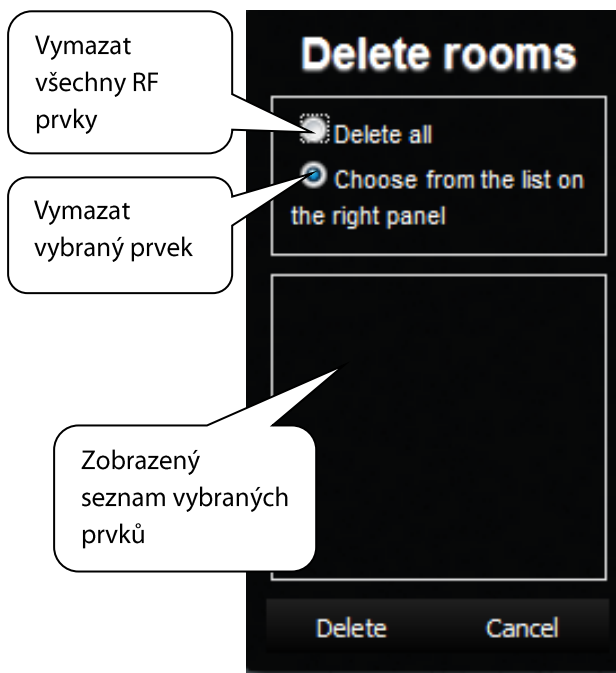 Vymazat
všechny RF
prvky
Vymazat
vybraný prvek
Zobrazený
seznam vybraných
prvků
Delete rooms
Delete all
Choose from the list on
the right panel
Delete
Cancel